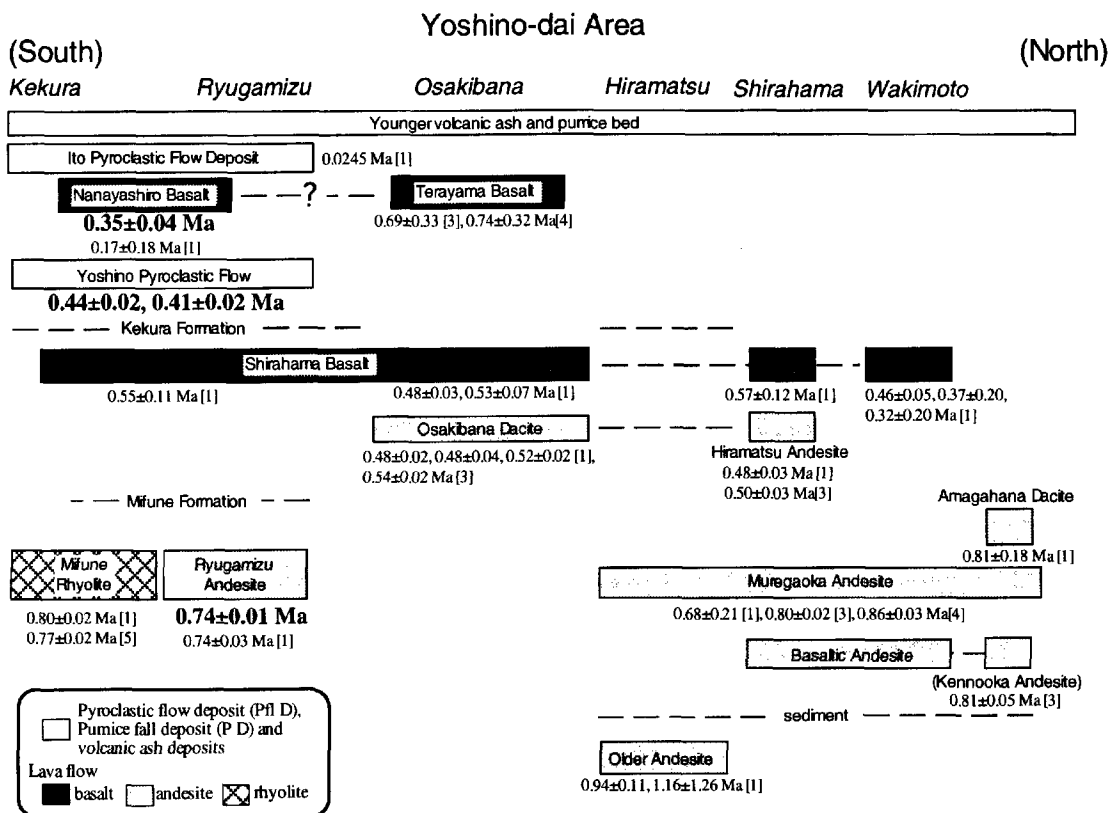 Yoshino-dai Area
(South) (North)
Kekura Ryugamizu Osakibana Hiramatsu Shirahama Wakimoto
Younger volcanic ash and pumice bed
Ito Pyroclastic Flow Deposit 0.0245 Ma [1]
Nanayashiro Basalt ? Terayama Basalt
0.35±0.04 Ma 0.69±0.33 [3], 0.74±0.32 Ma[4]
0.17±0.18 Ma [1]
Yoshino Pyroclastic Flow
0.44±0.02, 0.41±0.02 Ma
Kekura Formation
Shirahama Basalt
0.55±0.11 Ma [1] 0.48±0.03, 0.53±0.07 Ma [1] 0.57±0.12 Ma [1] 0.46±0.05, 0.37±0.20,
0.32±0.20 Ma [1]
Osakibana Dacite
0.48±0.02, 0.48±0.04, 0.52±0.02 [1],
0.54±0.02 Ma [3]
Hiramatsu Andesite
0.48±0.03 Ma [1]
0.50±0.03 Ma[3]
Mifune Formation
Amagahana Dacite
0.81±0.18 Ma [1]
Mifune
Rhyolite
0.80±0.02 Ma [1]
0.77±0.02 Ma [5]
Ryugamizu
Andesite
0.74±0.01 Ma
0.74±0.03 Ma [1]
Muregaoka Andesite
0.68±0.21 [1], 0.80±0.02 [3], 0.86±0.03 Ma[4]
Basaltic Andesite
(Kennooka Andesite)
0.81±0.05 Ma [3]
sediment
Older Andesite
0.94±0.11, 1.16±1.26 Ma [1]
Pyroclastic flow deposit (Pfl D),
Pumice fall deposit (P D) and
volcanic ash deposits
Lava flow
basalt andesite rhyolite